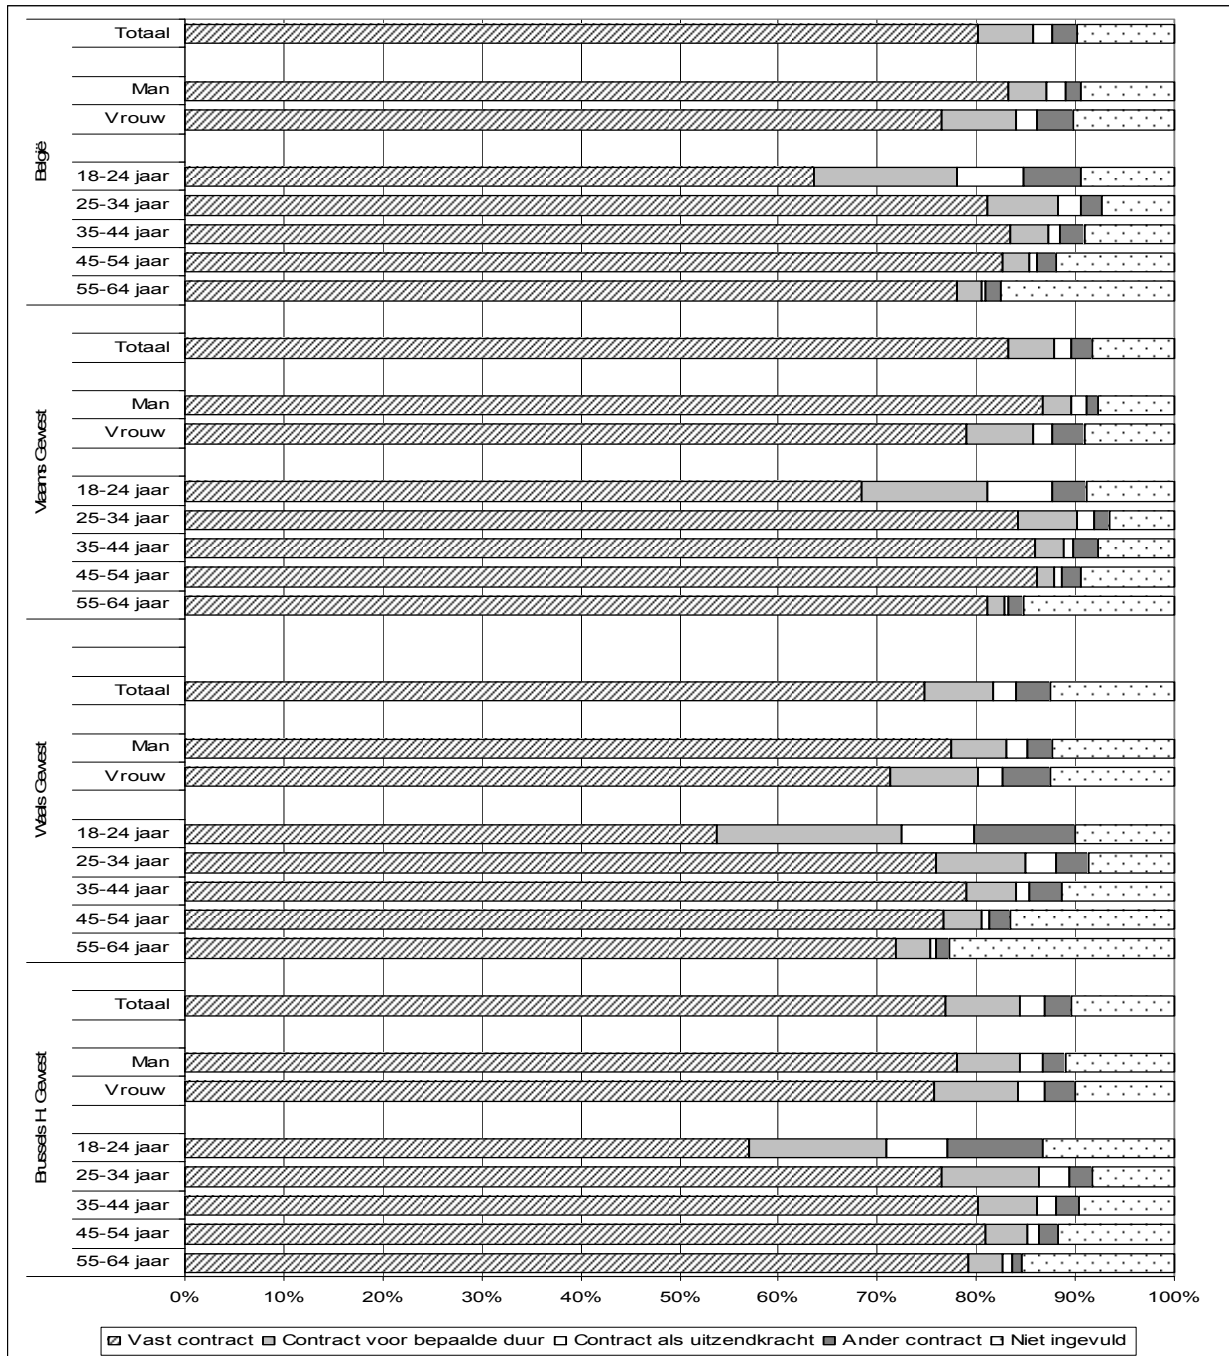 België
Totaal
Man
Vrouw
18-24 jaar
25-34 jaar
35-44 jaar
45-54 jaar
55-64 jaar
Vlaams Gewest
Totaal
Man
Vrouw
18-24 jaar
25-34 jaar
35-44 jaar
45-54 jaar
55-64 jaar
Waals Gewest
Totaal
Man
Vrouw
18-24 jaar
25-34 jaar
35-44 jaar
45-54 jaar
55-64 jaar
Brussels H. Gewest
Totaal
Man
Vrouw
18-24 jaar
25-34 jaar
35-44 jaar
45-54 jaar
55-64 jaar
0% 10% 20% 30% 40% 50% 60% 70% 80% 90% 100%
Vast contract Contract voor bepaalde duur Contract als uitzendkracht Ander contract Niet ingevuld